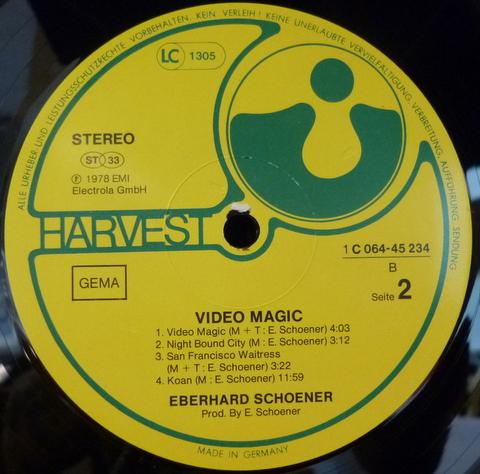 ALLE URHEBER UND LEISTUNGSSCHUTZRECHTE VORBEHALTEN. KEIN VERLEIH! KEINE UNERLAUBTE VERVIELFÄLTIGUNG, VERBREITUNG, AUFFÜHRUNG, SENDUNG
LC 1305
STEREO
ST 33
Ⓟ 1978 EMI
Electrola GmbH
HARVEST
1 C 064-45 234
B
GEMA
Seite 2
VIDEO MAGIC
1. Video Magic (M + T : E. Schoener) 4:03
2. Night Bound City (M : E. Schoener) 3:12
3. San Francisco Waitress
(M + T : E. Schoener) 3:22
4. Koan (M : E. Schoener) 11:59
EBERHARD SCHOENER
Prod. By E. Schoener
MADE IN GERMANY